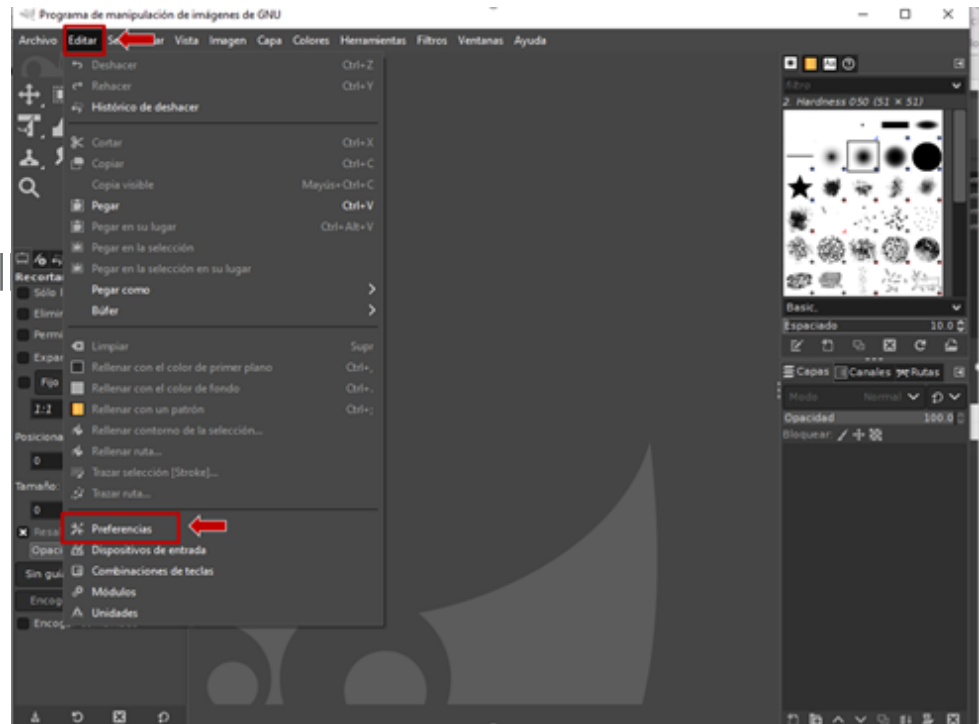 Programa de manipulación de imágenes de GNU
Archivo Editar Vista Imagen Capa Colores Herramientas Filtros Ventanas Ayuda
Deshacer Ctrl+Z
Rehacer Ctrl+Y
Histórico de deshacer
Cortar Ctrl+X
Copiar Ctrl+C
Copia visible Mayús+Ctrl+C
Pegar Ctrl+V
Pegar en su lugar Ctrl+Alt+V
Pegar en la selección
Pegar en la selección en su lugar
Pegar como
Búfer
Limpiar Supr
Rellenar con el color de primer plano Ctrl+,
Rellenar con el color de fondo Ctrl+.
Rellenar con un patrón Ctrl+;
Rellenar contorno de la selección...
Rellenar ruta...
Trazar selección [Stroke]...
Trazar ruta...
Preferencias
Dispositivos de entrada
Combinaciones de teclas
Módulos
Unidades
Sólo
Fijo
1:1
0
Tamaño:
0
filtro
2. Hardness 050 (51 × 51)
Basic,
Espaciado 10.0
Capas Canales Rutas
Modo Normal
Opacidad 100.0
Bloquear: